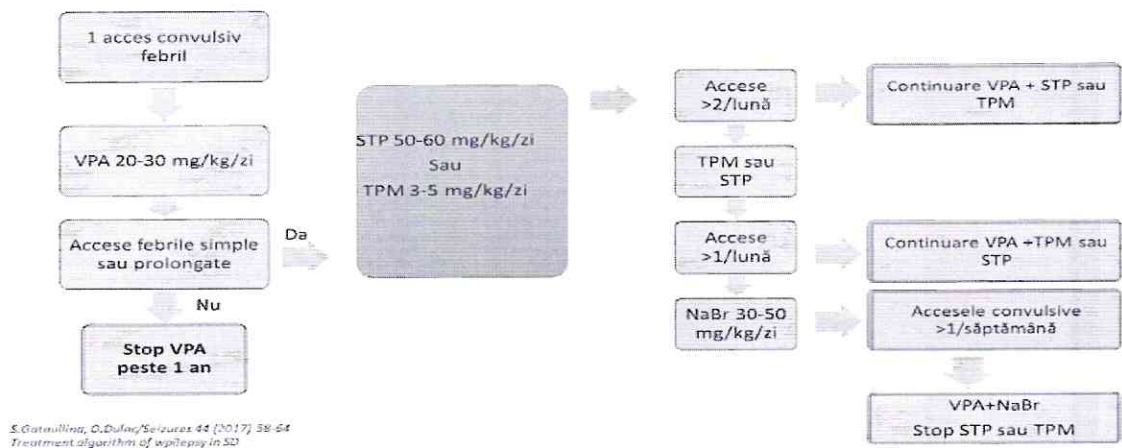 1 acces convulsiv
febril
VPA 20-30 mg/kg/zi
Accese febrile simple
sau prolongate
Da
Nu
Stop VPA
peste 1 an
STP 50-60 mg/kg/zi
Sau
TPM 3-5 mg/kg/zi
Accese
>2/lună
Continuare VPA + STP sau
TPM
TPM sau
STP
Accese
>1/lună
Continuare VPA +TPM sau
STP
NaBr 30-50
mg/kg/zi
Accesele convulsive
>1/săptămână
VPA+NaBr
Stop STP sau TPM
S.Gataullina, O.Dulac/Seizures 44 (2017) 58-64
Treatment algorithm of wpilepsy in SD